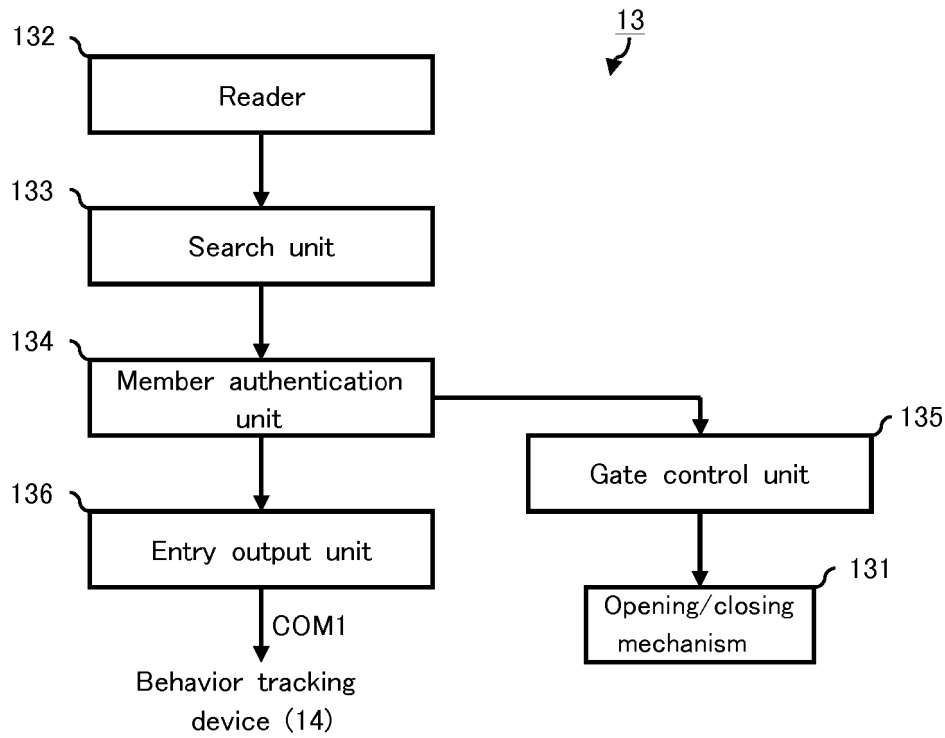 132
13
Reader
133
Search unit
134
Member authentication
unit
135
Gate control unit
136
Entry output unit
131
Opening/closing
mechanism
COM1
Behavior tracking
device (14)